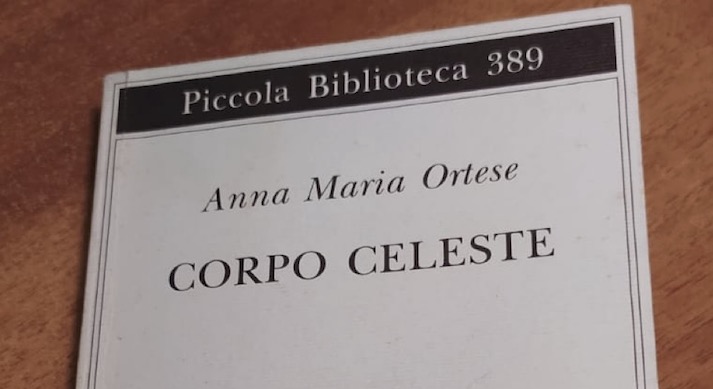 Piccola Biblioteca 389
Anna Maria Ortese
CORPO CELESTE